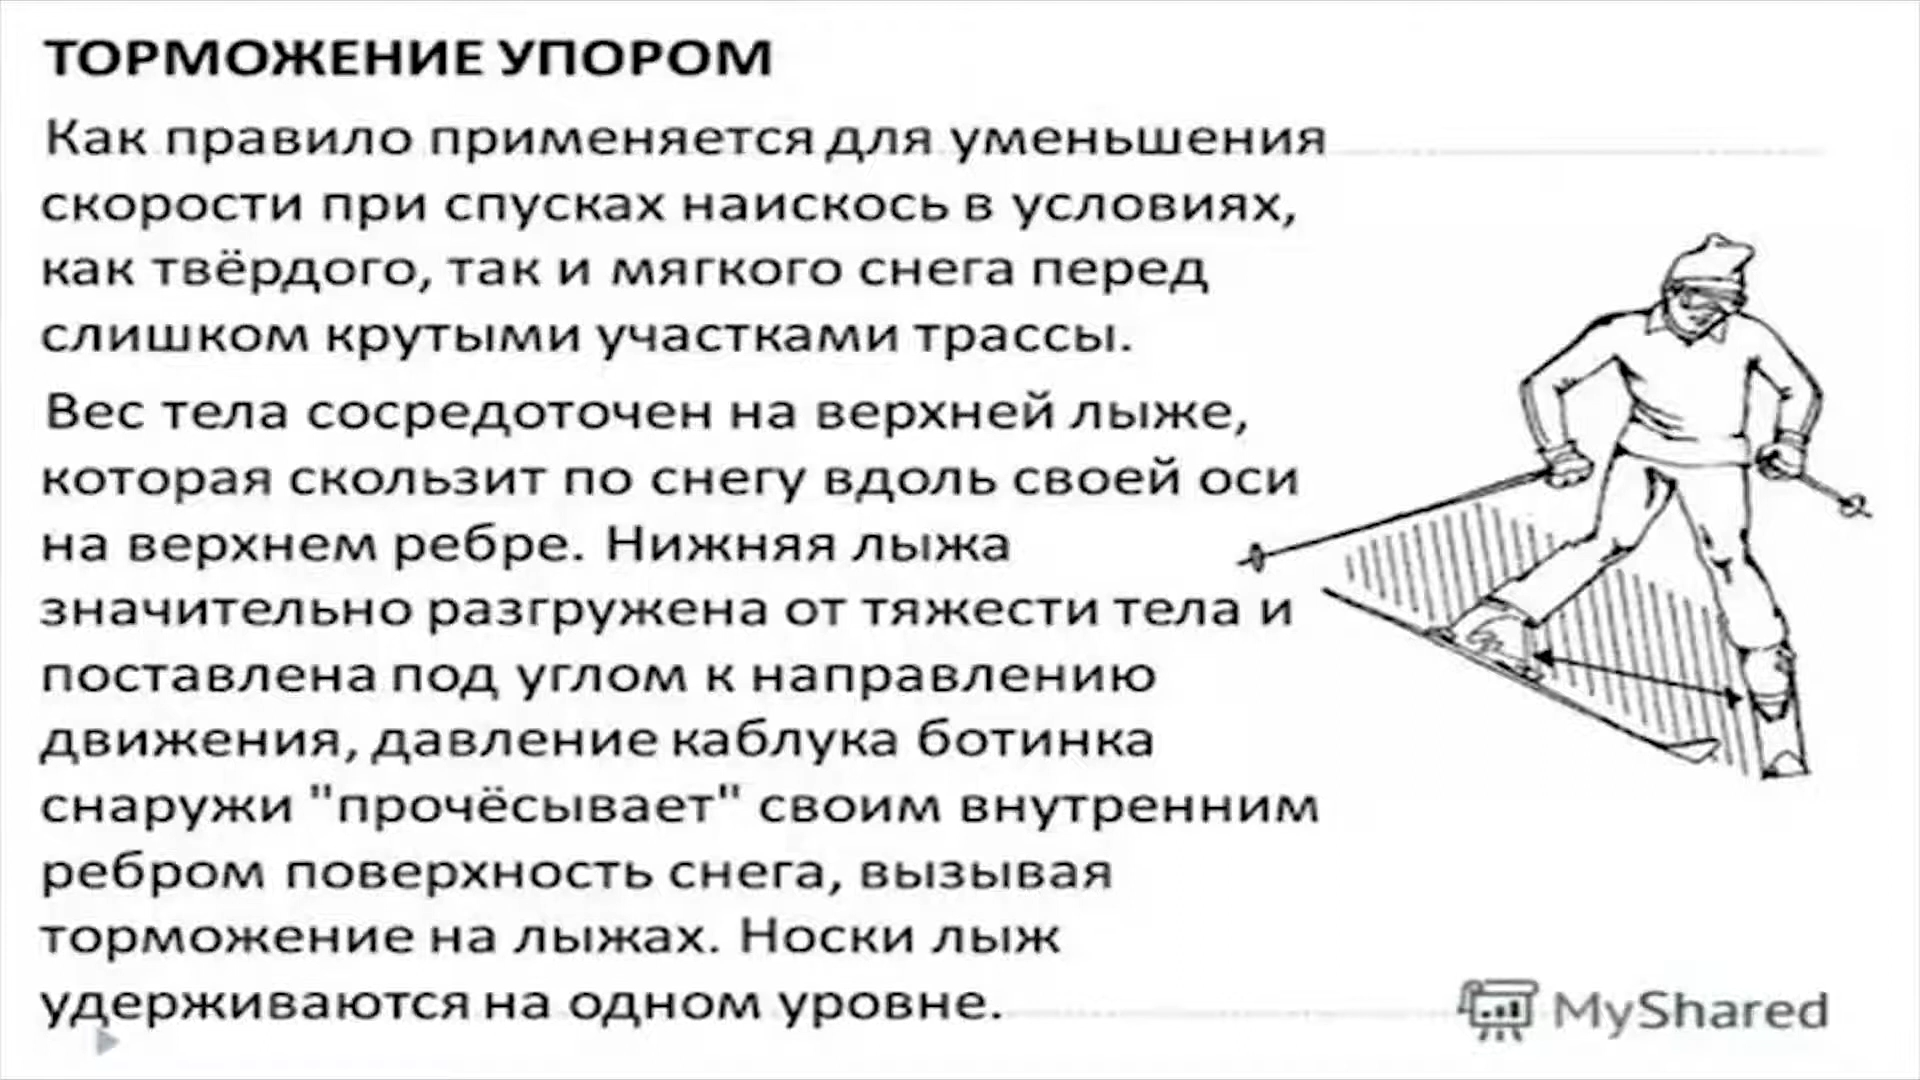 ТОРМОЖЕНИЕ УПОРОМ
Как правило применяется для уменьшения
скорости при спусках наискось в условиях,
как твёрдого, так и мягкого снега перед
слишком крутыми участками трассы.
Вес тела сосредоточен на верхней лыже,
которая скользит по снегу вдоль своей оси
на верхнем ребре. Нижняя лыжа
значительно разгружена от тяжести тела и
поставлена под углом к направлению
движения, давление каблука ботинка
снаружи "прочёсывает" своим внутренним
ребром поверхность снега, вызывая
торможение на лыжах. Носки лыж
удерживаются на одном уровне.
MyShared